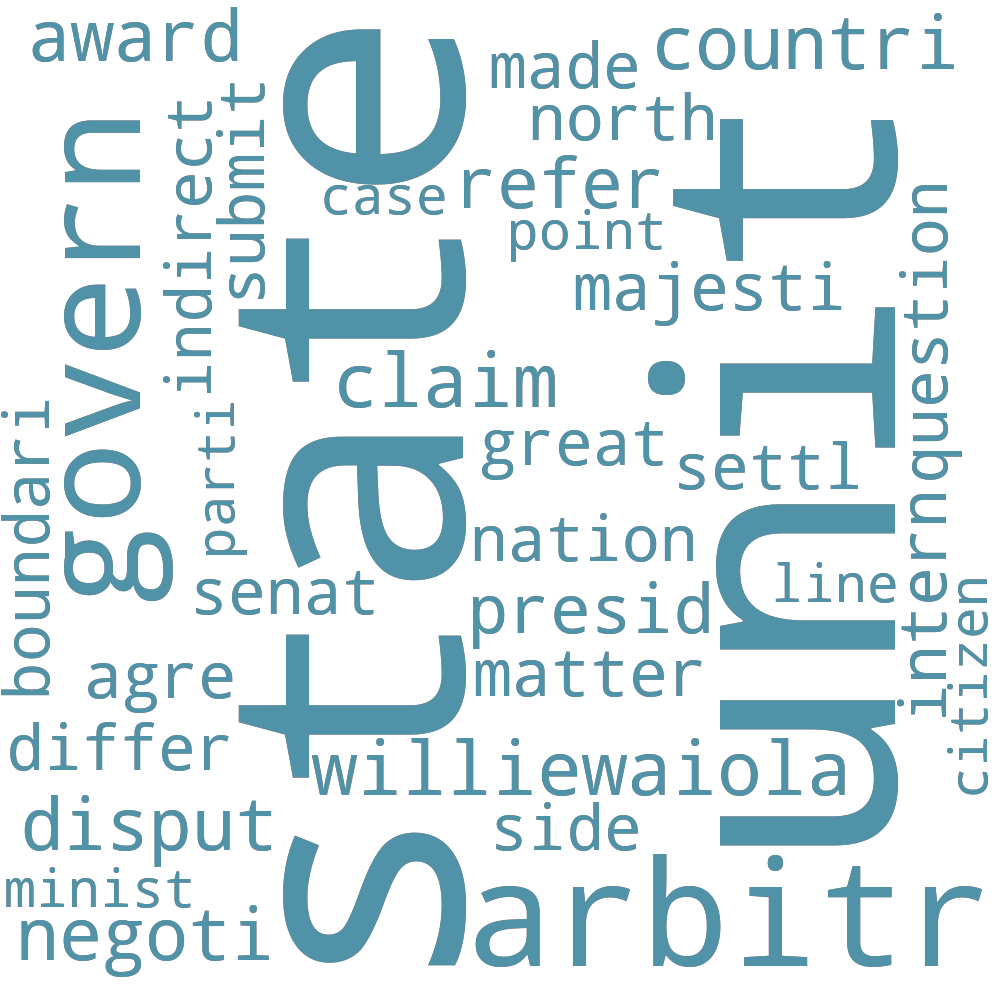 award
countri
made
north
refer
case
point
submit
indirect
govern
state
unit
majesti
question
claim
great
settl
parti
boundari
nation
line
senat
presid
intern
citizen
agre
matter
differ
williewaiola
disput
side
minist
arbitr
negoti